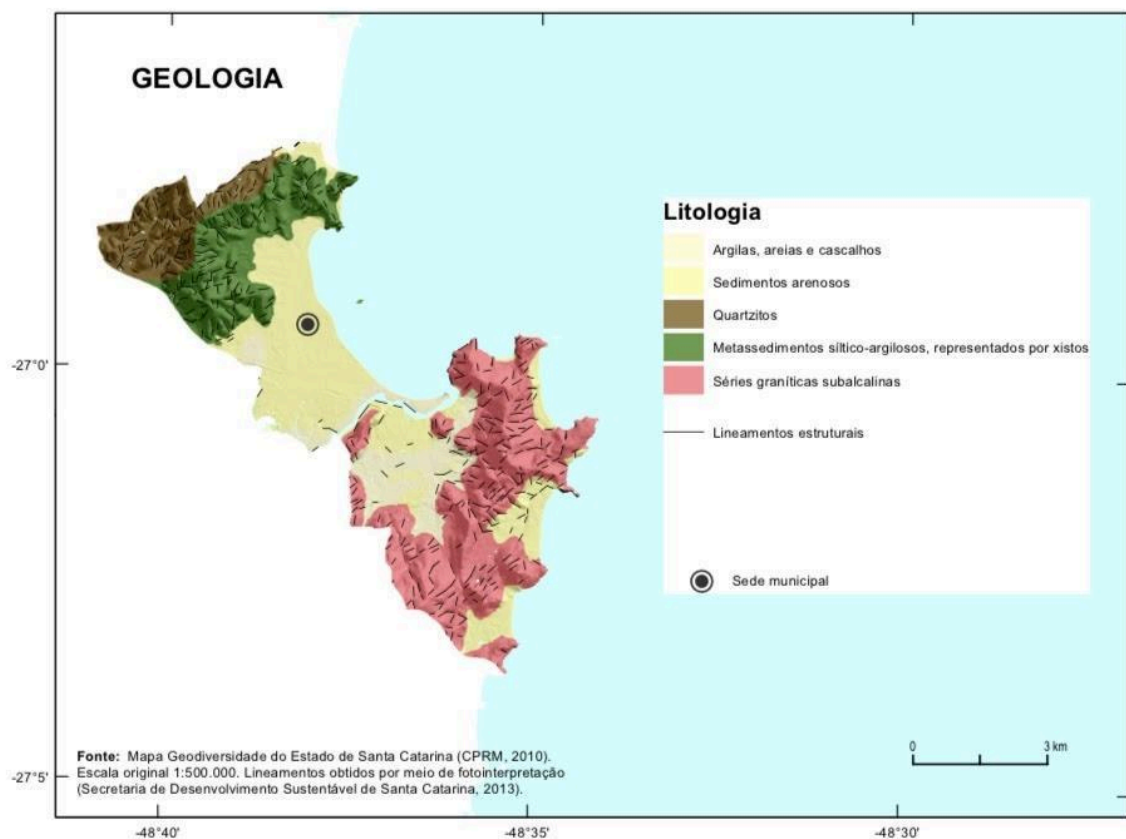 GEOLOGIA
Litologia
Argilas, areias e cascalhos
Sedimentos arenosos
Quartzitos
Metassedimentos síltico-argilosos, representados por xistos
Séries graníticas subalcalinas
Lineamentos estruturais
Sede municipal
-27°0'
-27°5'
0 3 km
Fonte: Mapa Geodiversidade do Estado de Santa Catarina (CPRM, 2010).
Escala original 1:500.000. Lineamentos obtidos por meio de fotointerpretação
(Secretaria de Desenvolvimento Sustentável de Santa Catarina, 2013).
-48°40' -48°35' -48°30'